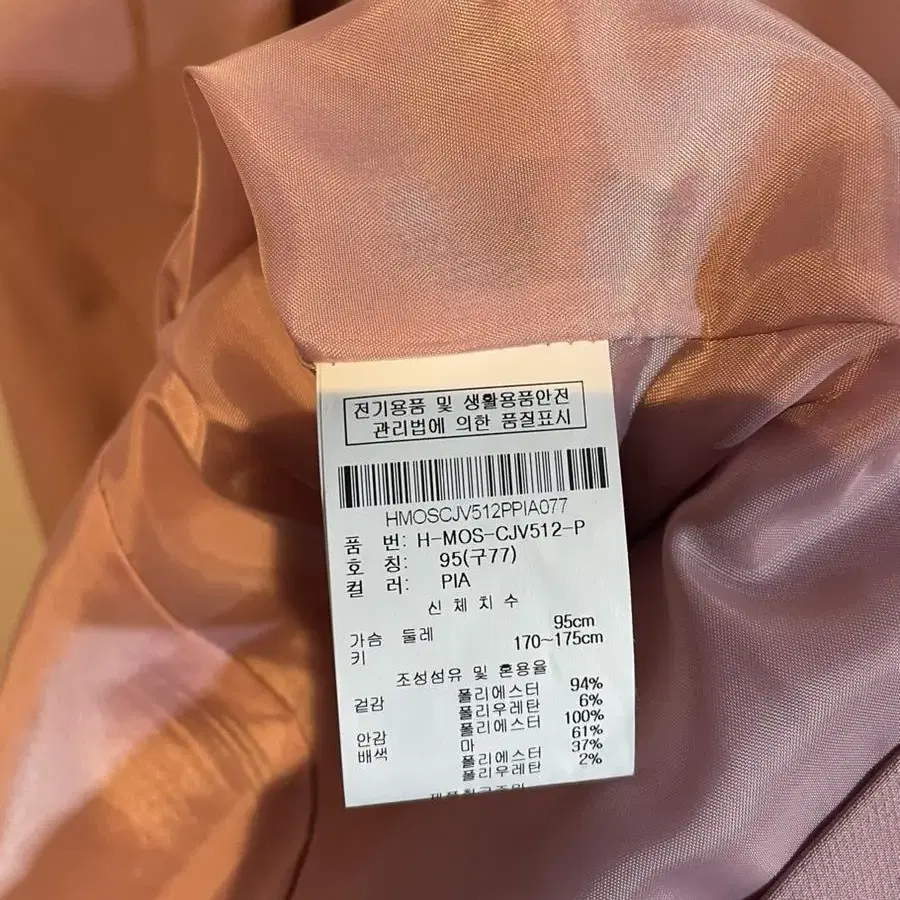 전기용품 및 생활용품안전
관리법에 의한 품질표시
HMOSCJV512PPIA077
품 번: H-MOS-CJV512-P
호 칭: 95(구77)
컬 러: PIA
신 체 치 수
가슴 둘레 95cm
키 170~175cm
조성섬유 및 혼용율
겉감 폴리에스터 94%
폴리우레탄 6%
안감 폴리에스터 100%
배색 마 61%
폴리에스터 37%
폴리우레탄 2%